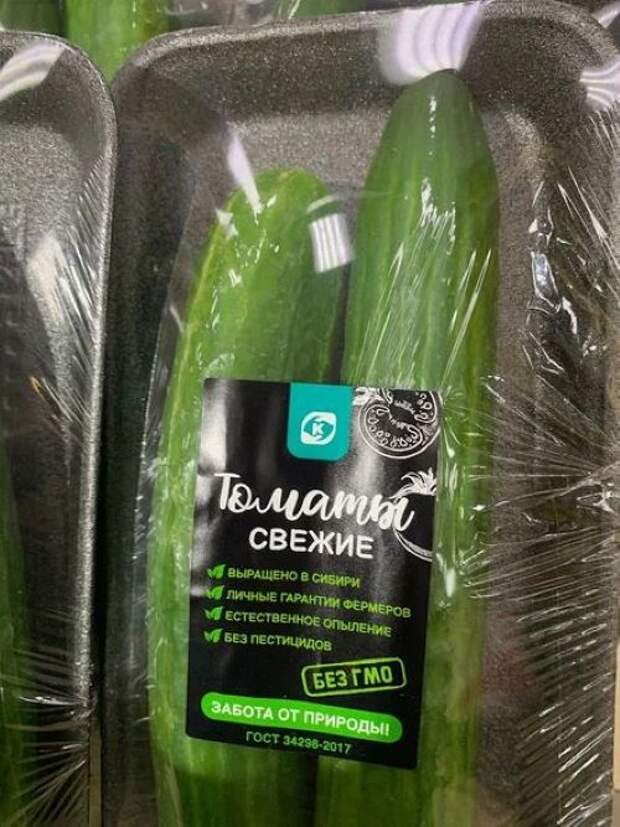 К
Томаты
СВЕЖИЕ
ВЫРАЩЕНО В СИБИРИ
ЛИЧНЫЕ ГАРАНТИИ ФЕРМЕРОВ
ЕСТЕСТВЕННОЕ ОПЫЛЕНИЕ
БЕЗ ПЕСТИЦИДОВ
БЕЗ ГМО
ЗАБОТА ОТ ПРИРОДЫ!
ГОСТ 34298-2017